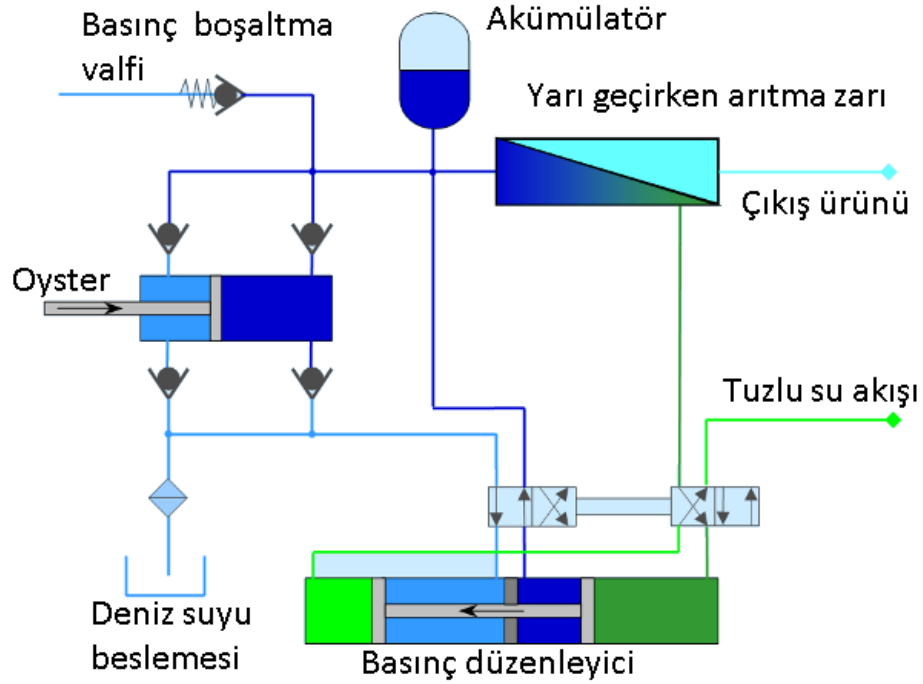 Basınç boşaltma
valfi
Akümülatör
Yarı geçirken arıtma zarı
Çıkış ürünü
Oyster
Tuzlu su akışı
Deniz suyu
beslemesi
Basınç düzenleyici